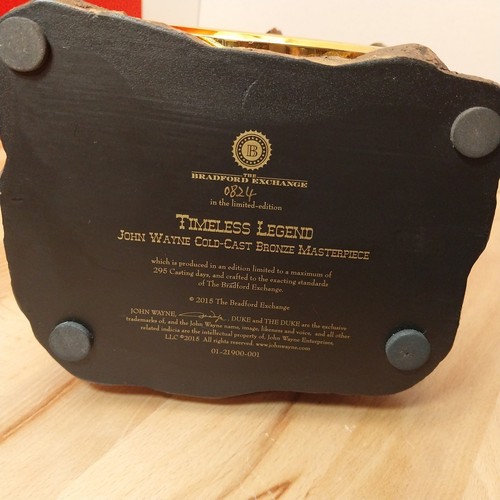 B
THE
BRADFORD EXCHANGE
0824
in the limited-edition
TIMELESS LEGEND
JOHN WAYNE COLD-CAST BRONZE MASTERPIECE
which is produced in an edition limited to a maximum of
295 Casting days, and crafted to the exacting standards
of The Bradford Exchange.
© 2015 The Bradford Exchange
JOHN WAYNE, , DUKE and THE DUKE are the exclusive
trademarks of, and the John Wayne name, image, likeness and voice, and all other
related indicia are the intellectual property of, John Wayne Enterprises,
LLC ©2015 All rights reserved. www.johnwayne.com
01-21900-001